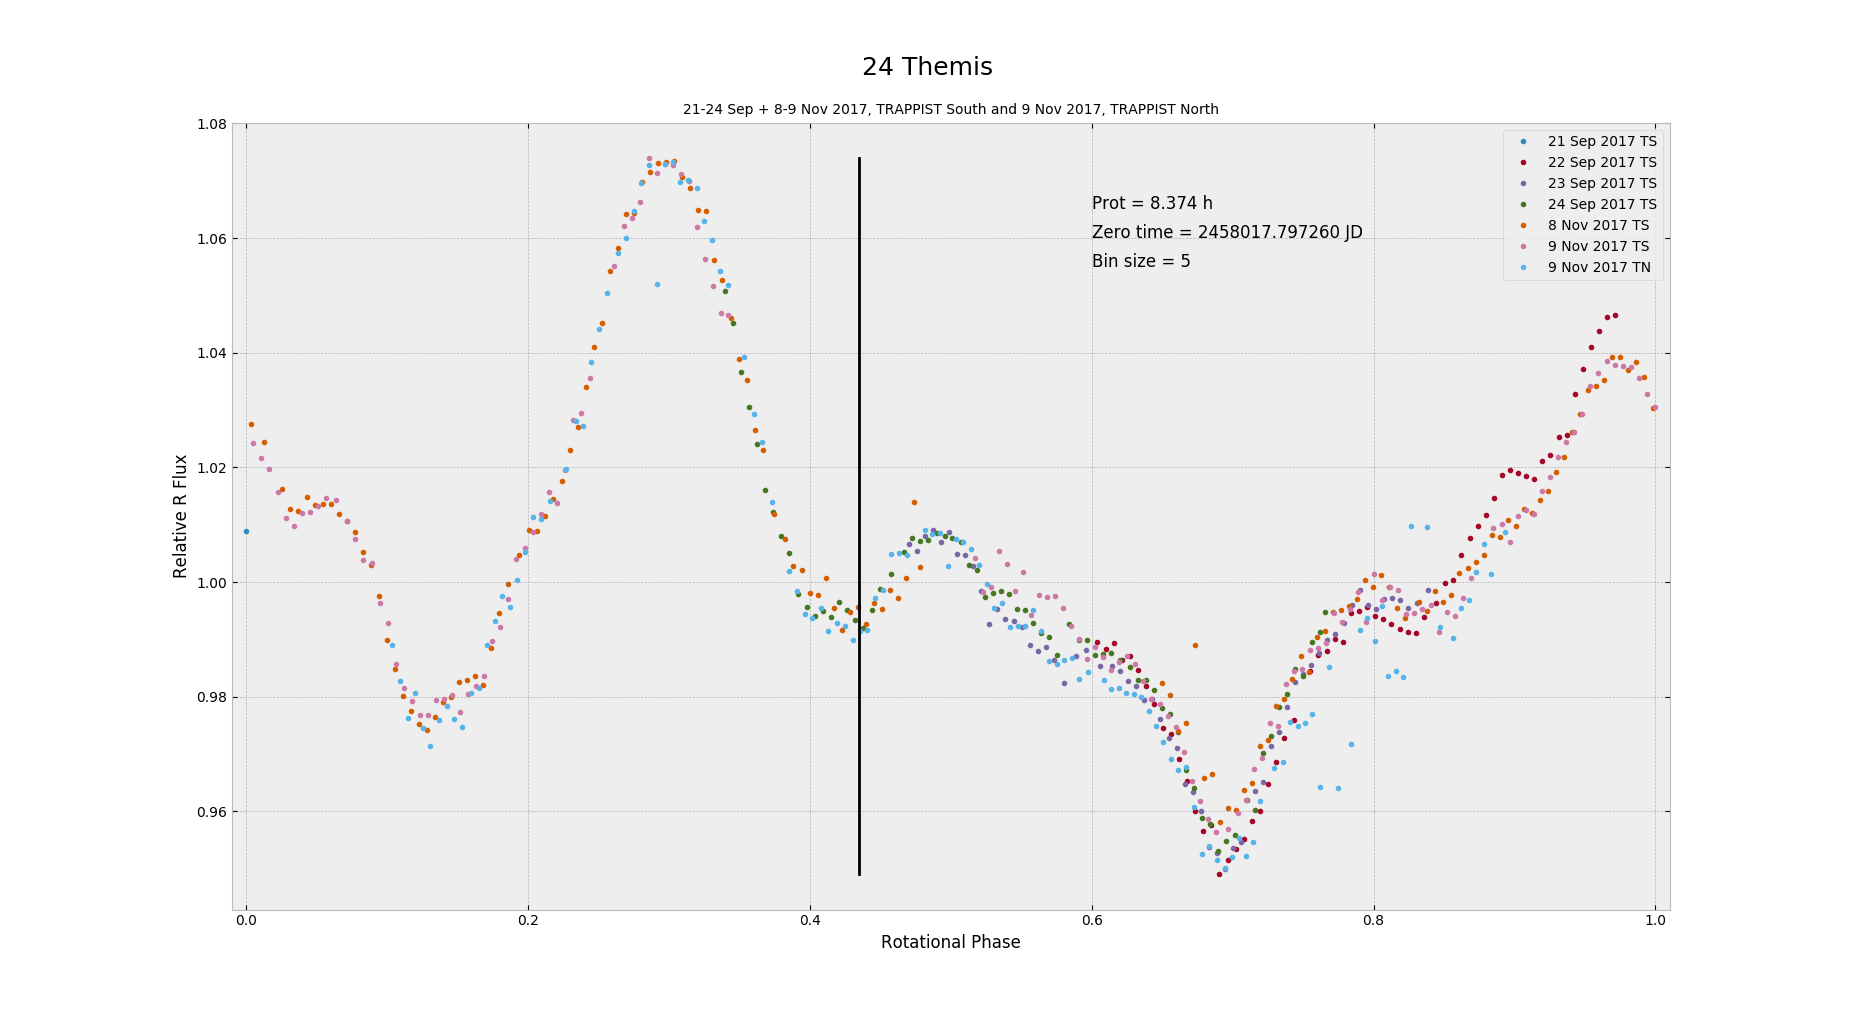 24 Themis
21-24 Sep + 8-9 Nov 2017, TRAPPIST South and 9 Nov 2017, TRAPPIST North
1.08
1.06
1.04
1.02
1.00
0.98
0.96
Relative R Flux
Prot = 8.374 h
Zero time = 2458017.797260 JD
Bin size = 5
21 Sep 2017 TS
22 Sep 2017 TS
23 Sep 2017 TS
24 Sep 2017 TS
8 Nov 2017 TS
9 Nov 2017 TS
9 Nov 2017 TN
0.0 0.2 0.4 0.6 0.8 1.0
Rotational Phase